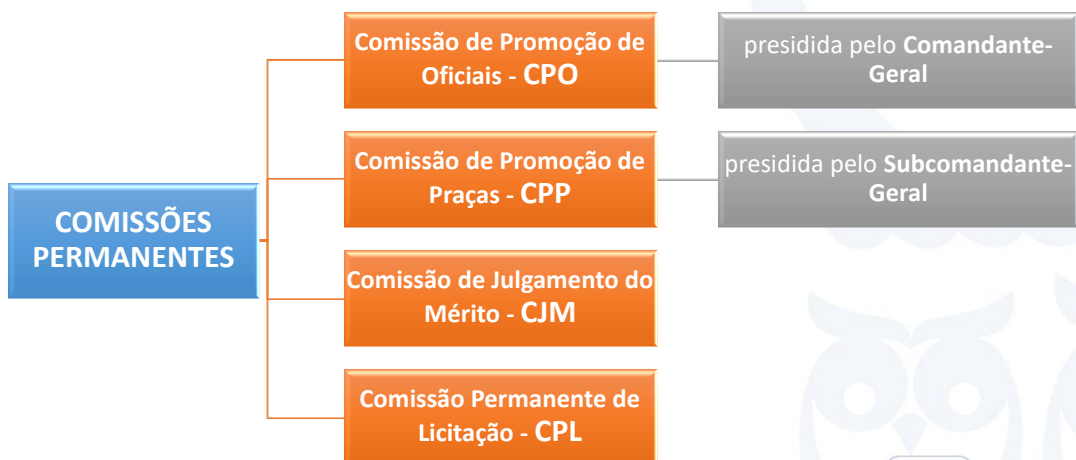 Comissão de Promoção de
Oficiais - CPO
presidida pelo Comandante-
Geral
Comissão de Promoção de
Praças - CPP
presidida pelo Subcomandante-
Geral
COMISSÕES
PERMANENTES
Comissão de Julgamento do
Mérito - CJM
Comissão Permanente de
Licitação - CPL